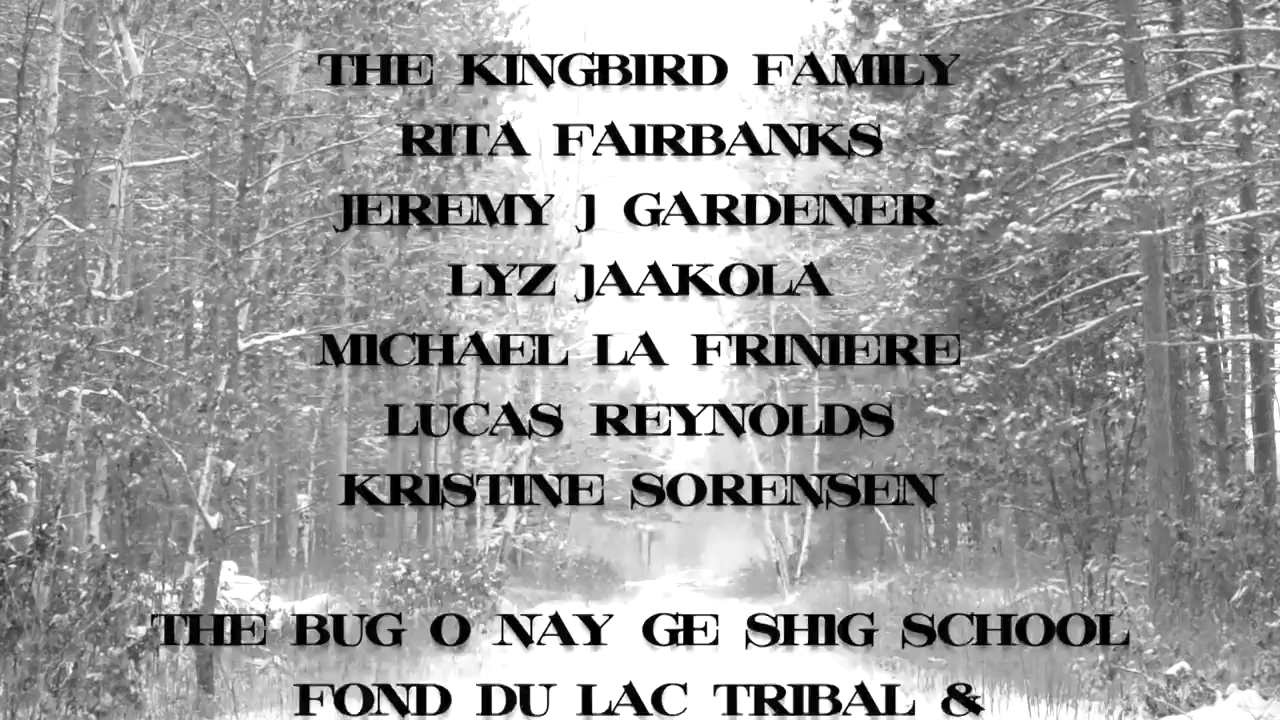 THE KINGBIRD FAMILY
RITA FAIRBANKS
JEREMY J GARDENER
LYZ JAAKOLA
MICHAEL LA FRINIERE
LUCAS REYNOLDS
KRISTINE SORENSEN
THE BUG O NAY GE SHIG SCHOOL
FOND DU LAC TRIBAL &